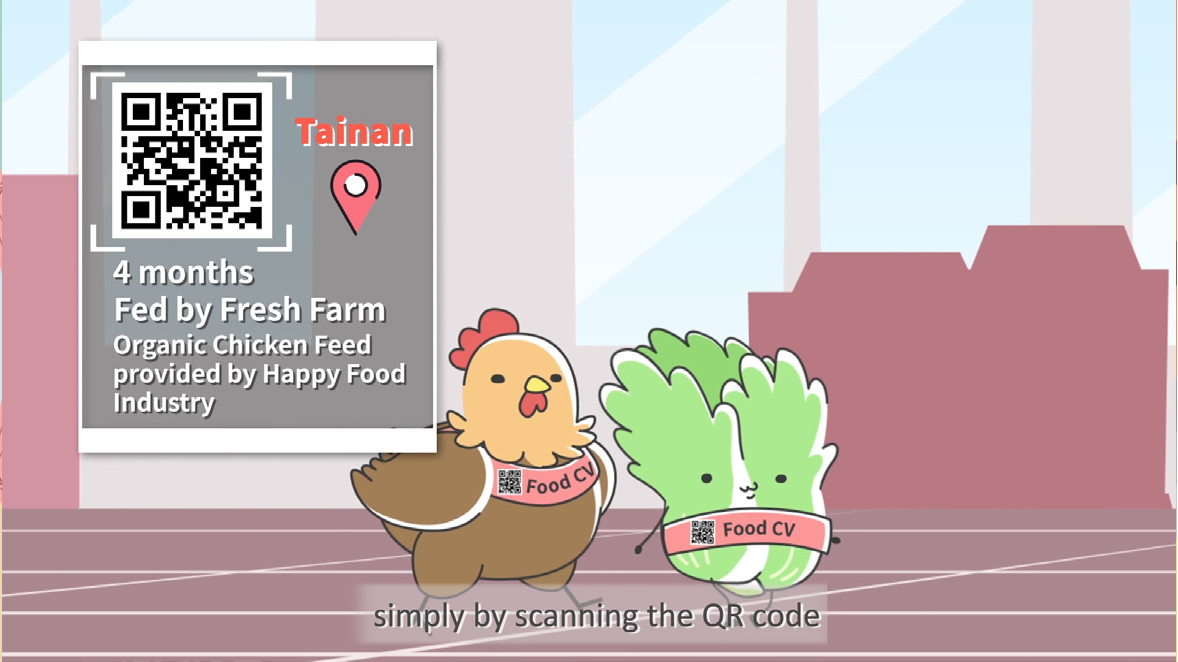 Tainan
4 months
Fed by Fresh Farm
Organic Chicken Feed
provided by Happy Food
Industry
Food CV
Food CV
simply by scanning the QR code